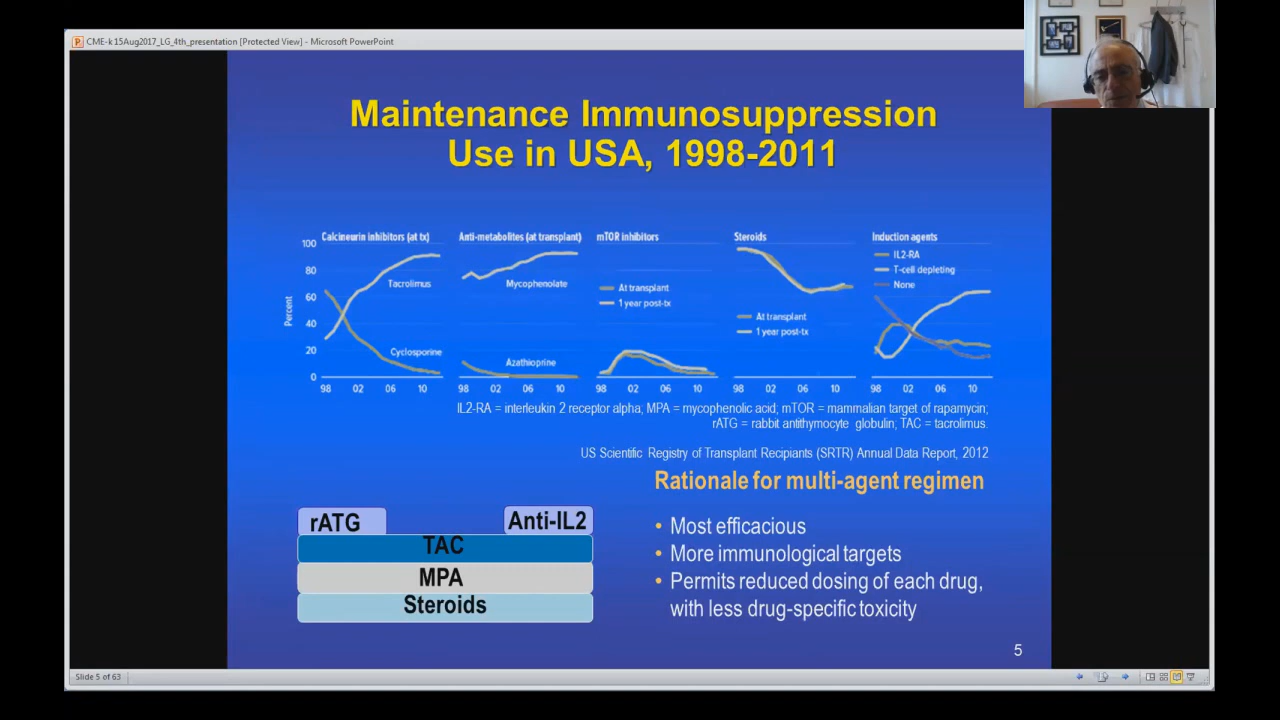 CME-k 15Aug2017_LG_4th_presentation [Protected View] - Microsoft PowerPoint
Maintenance Immunosuppression
Use in USA, 1998-2011
Calcineurin inhibitors (at tx)
Percent
100
80
60
40
20
0
Tacrolimus
Cyclosporine
98 02 06 10
Anti-metabolites (at transplant)
Mycophenolate
Azathioprine
98 02 06 10
mTOR inhibitors
At transplant
1 year post-tx
98 02 06 10
Steroids
At transplant
1 year post-tx
98 02 06 10
Induction agents
IL2-RA
T-cell depleting
None
98 02 06 10
IL2-RA = interleukin 2 receptor alpha; MPA = mycophenolic acid; mTOR = mammalian target of rapamycin;
rATG = rabbit antithymocyte globulin; TAC = tacrolimus.
US Scientific Registry of Transplant Recipiants (SRTR) Annual Data Report, 2012
rATG
Anti-IL2
TAC
MPA
Steroids
Rationale for multi-agent regimen
• Most efficacious
• More immunological targets
• Permits reduced dosing of each drug,
with less drug-specific toxicity
5
Slide 5 of 63